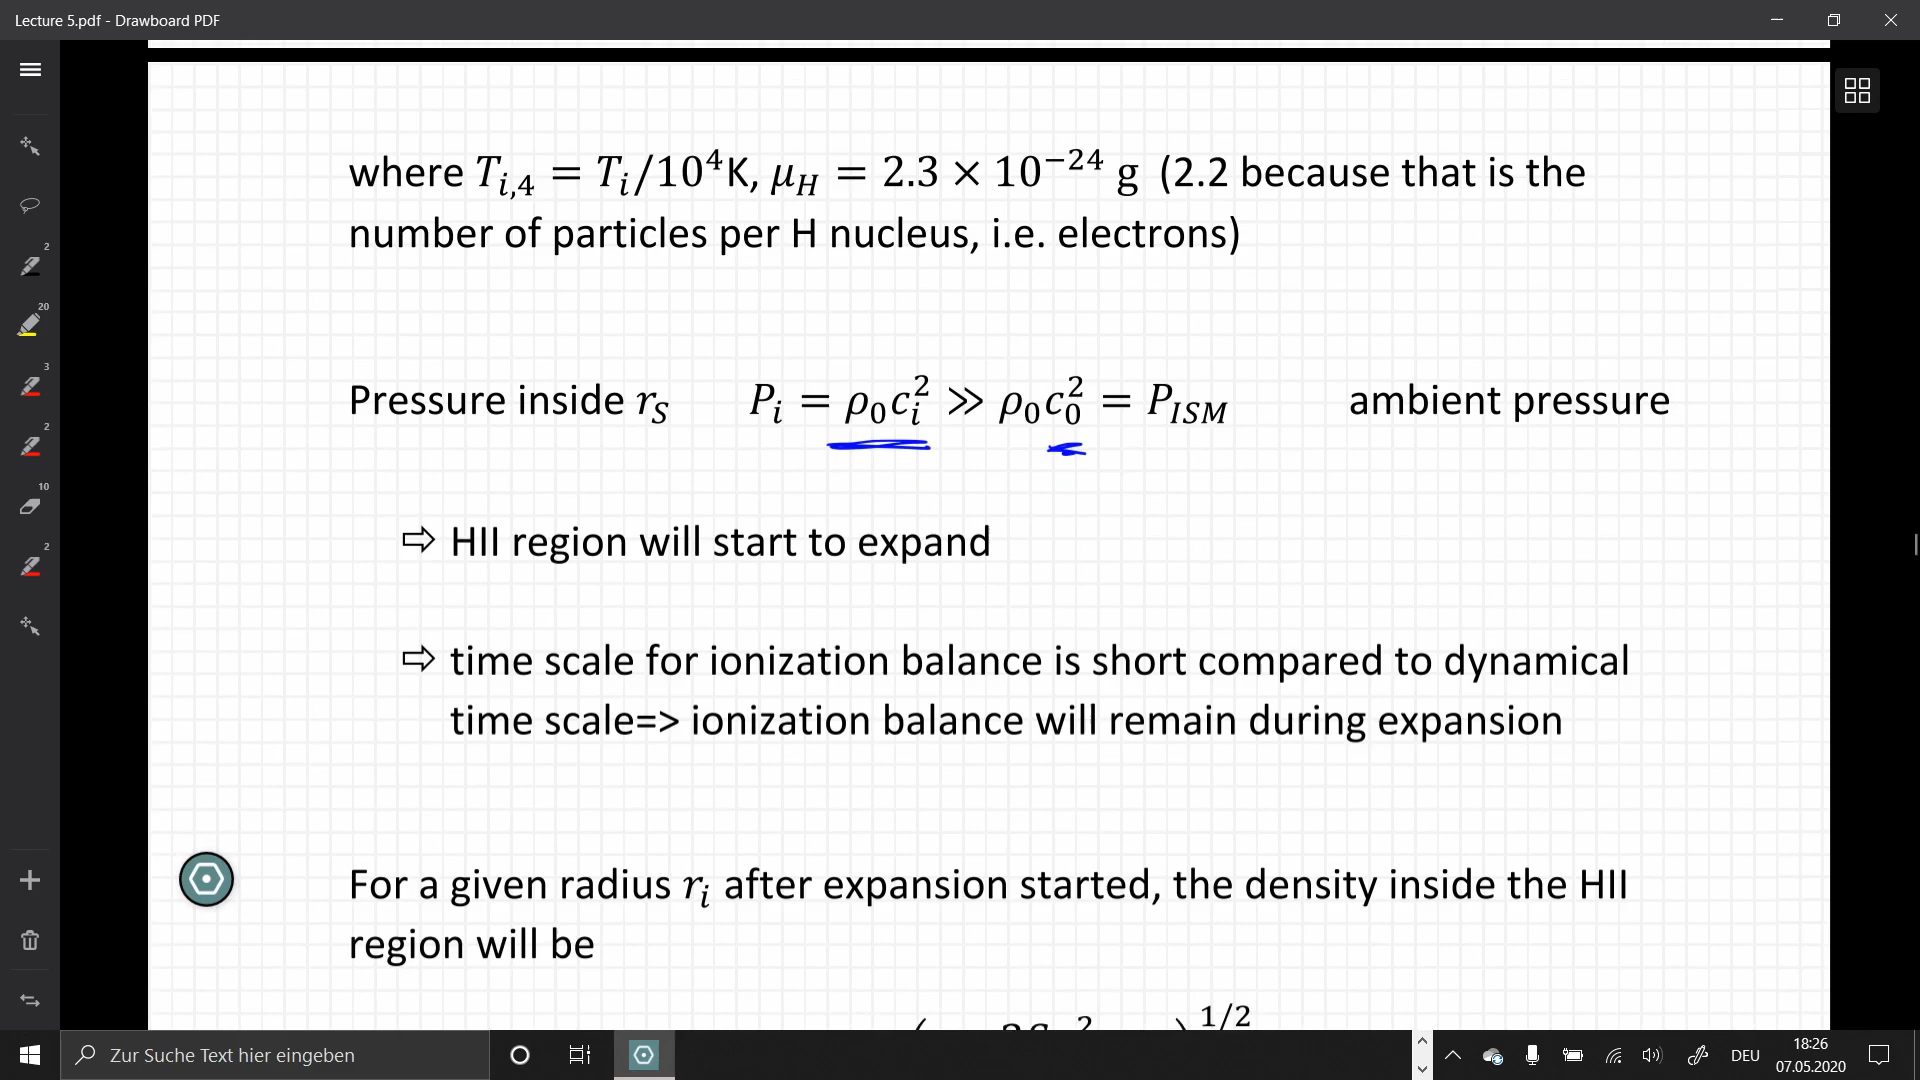 Lecture 5.pdf - Drawboard PDF
where T_{i,4} = T_i/10^4K, μ_H = 2.3 × 10^{−24} g (2.2 because that is the
number of particles per H nucleus, i.e. electrons)
Pressure inside r_S P_i = ρ_0c_i^2 ≫ ρ_0c_0^2 = P_{ISM} ambient pressure
⇨ HII region will start to expand
⇨ time scale for ionization balance is short compared to dynamical
time scale=> ionization balance will remain during expansion
For a given radius r_i after expansion started, the density inside the HII
region will be
1/2
2
20
3
2
10
2
Zur Suche Text hier eingeben
DEU
18:26
07.05.2020